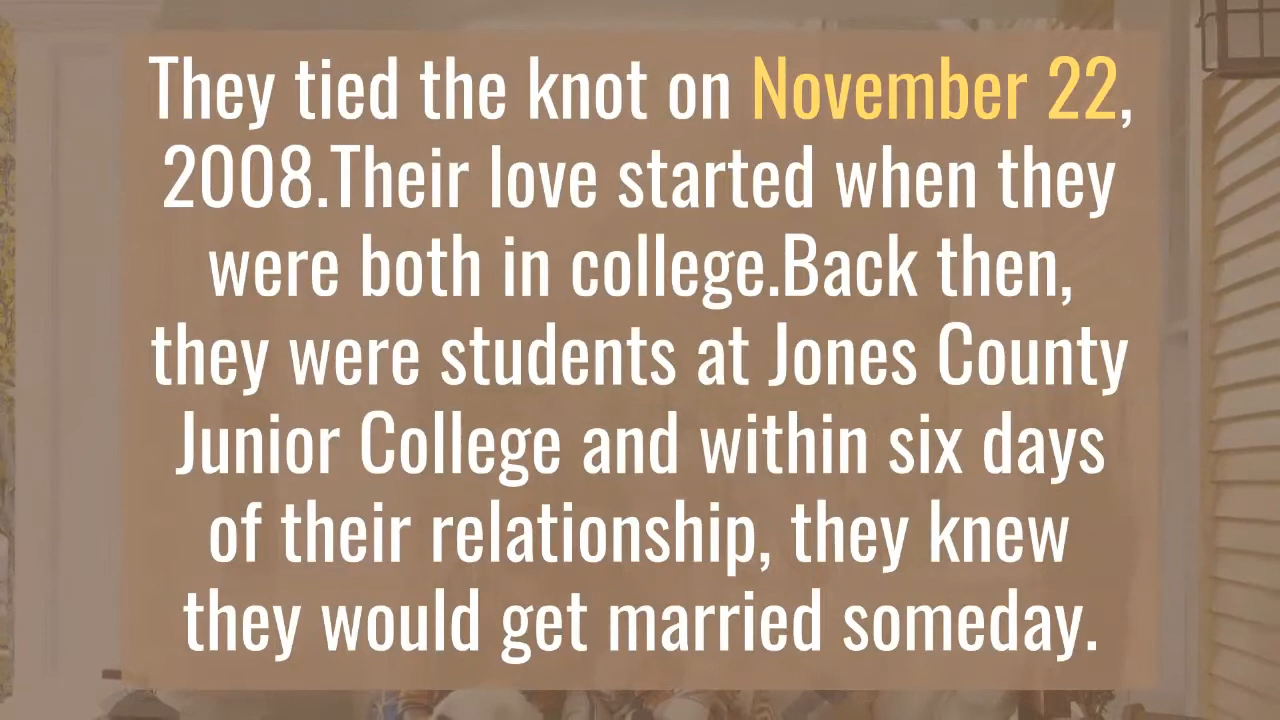 They tied the knot on November 22,
2008.Their love started when they
were both in college.Back then,
they were students at Jones County
Junior College and within six days
of their relationship, they knew
they would get married someday.